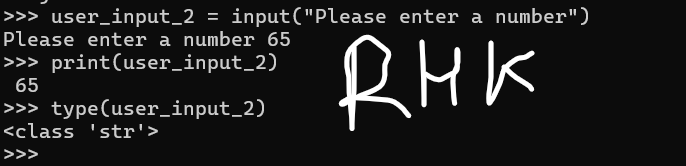 >>> user_input_2 = input("Please enter a number")
Please enter a number 65
>>> print(user_input_2)
 65
>>> type(user_input_2)
<class 'str'>
>>>
RHK